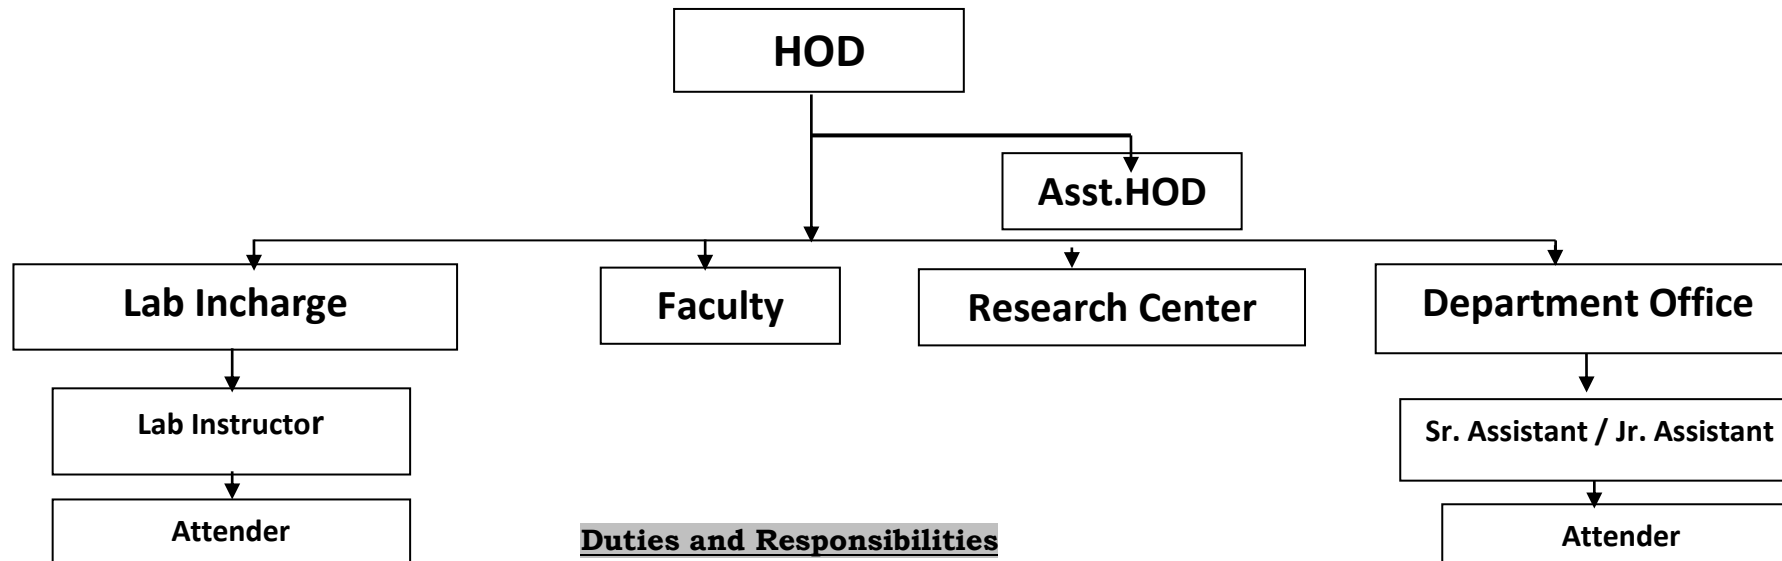 HOD
Asst.HOD
Lab Incharge
Faculty
Research Center
Department Office
Lab Instructor
Sr. Assistant / Jr. Assistant
Attender
Duties and Responsibilities
Attender